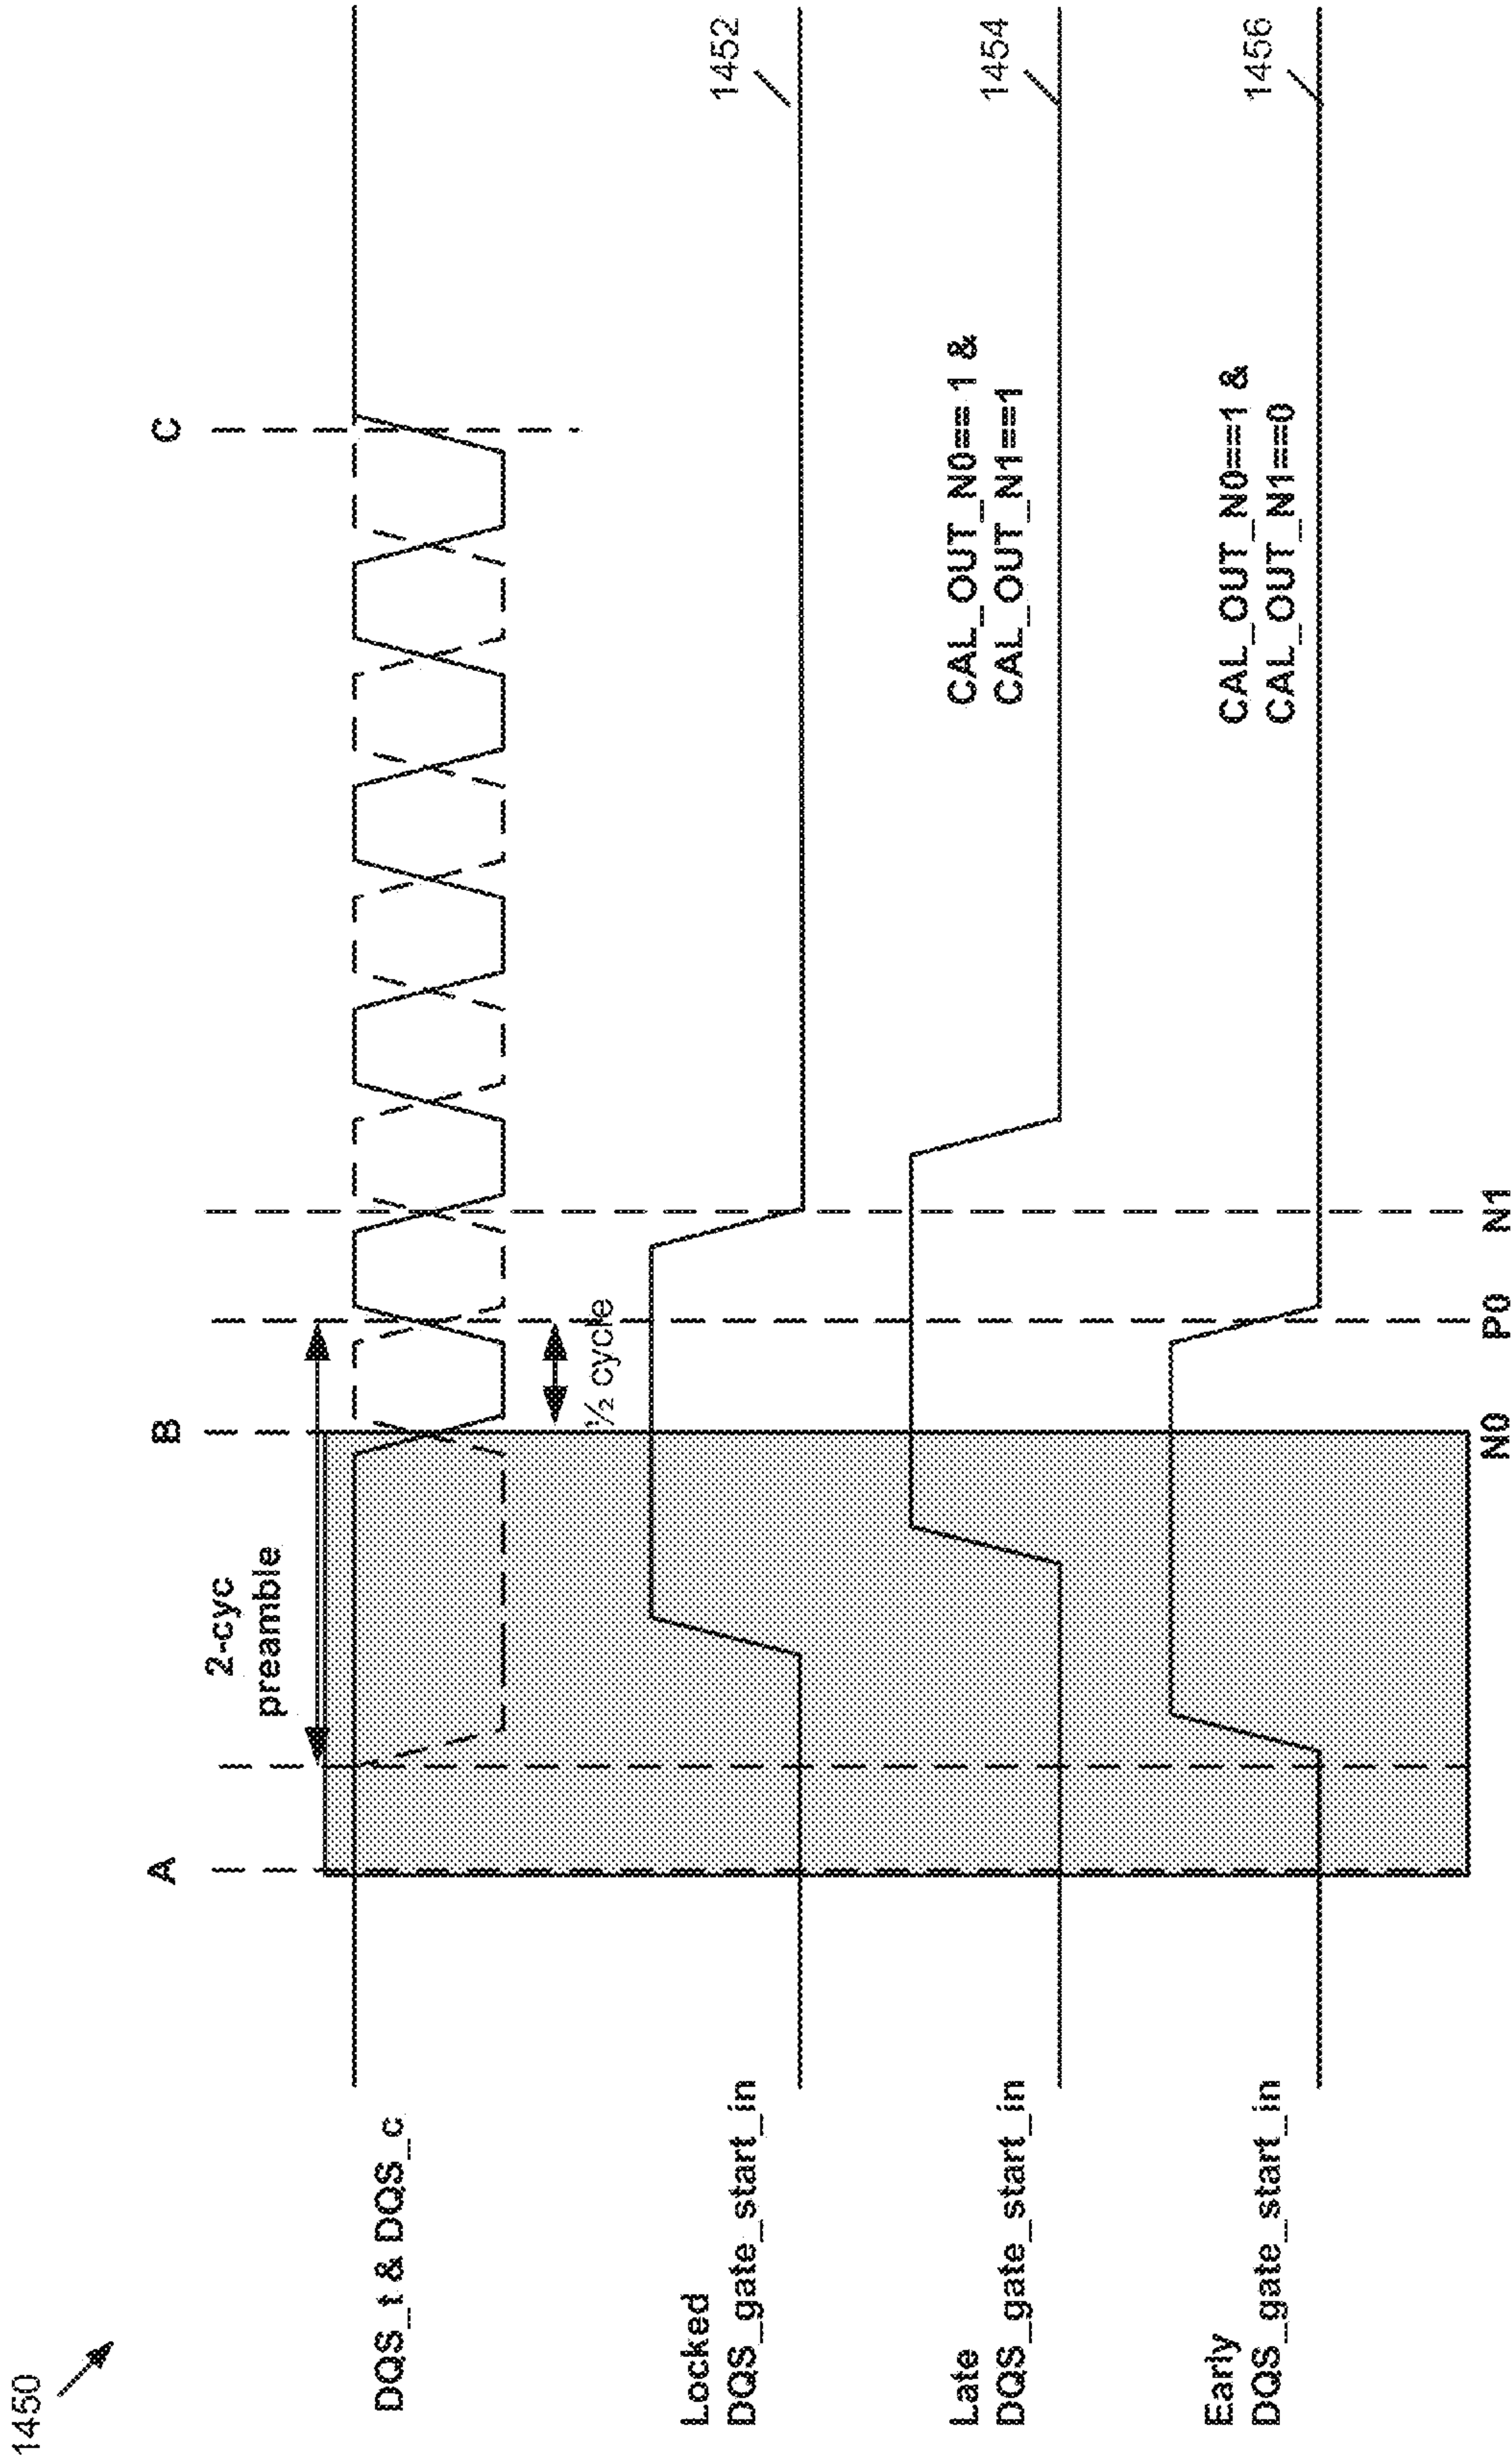 1450
A
B
C
2-cyc
preamble
DQS_t & DQS_c
½ cycle
Locked
DQS_gate_start_in
1452
Late
DQS_gate_start_in
CAL_OUT_N0==1 &
CAL_OUT_N1==1
1454
Early
DQS_gate_start_in
CAL_OUT_N0==1 &
CAL_OUT_N1==0
1456
N0
P0
N1